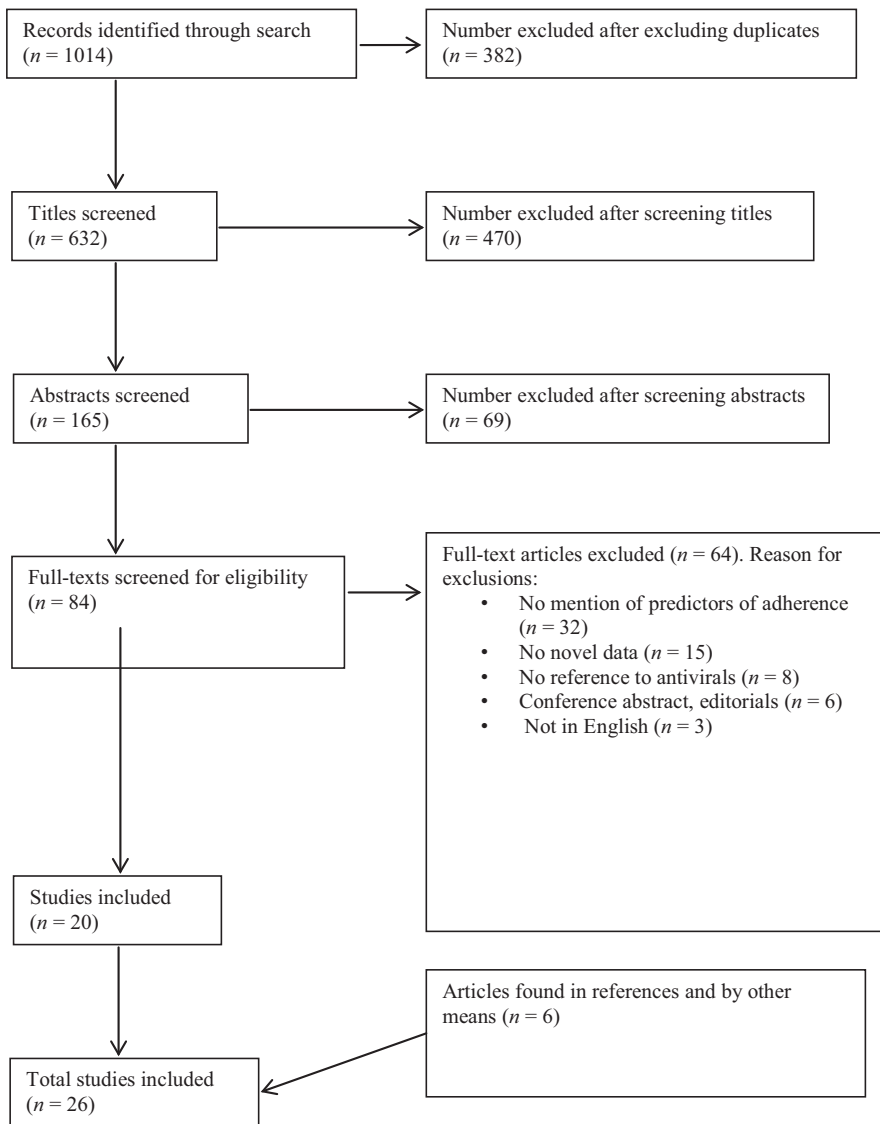 Records identified through search
(n = 1014)
Number excluded after excluding duplicates
(n = 382)
Titles screened
(n = 632)
Number excluded after screening titles
(n = 470)
Abstracts screened
(n = 165)
Number excluded after screening abstracts
(n = 69)
Full-texts screened for eligibility
(n = 84)
Full-text articles excluded (n = 64). Reason for
exclusions:
• No mention of predictors of adherence
(n = 32)
• No novel data (n = 15)
• No reference to antivirals (n = 8)
• Conference abstract, editorials (n = 6)
• Not in English (n = 3)
Studies included
(n = 20)
Articles found in references and by other
means (n = 6)
Total studies included
(n = 26)